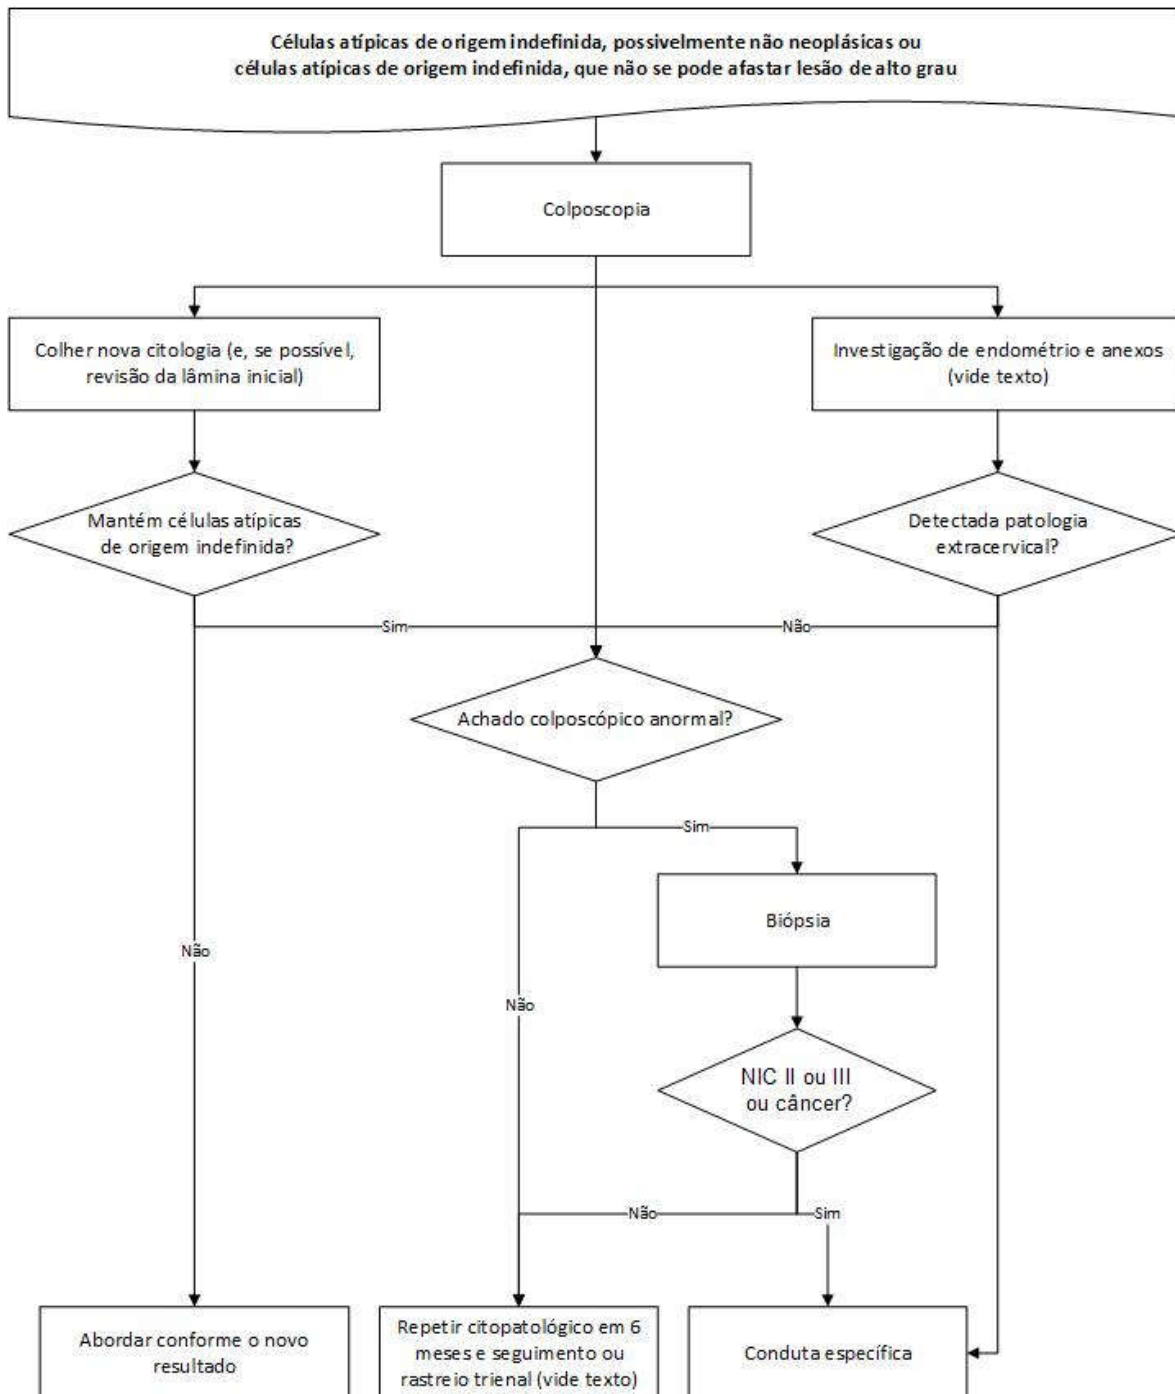 Células atípicas de origem indefinida, possivelmente não neoplásicas ou
células atípicas de origem indefinida, que não se pode afastar lesão de alto grau
Colposcopia
Colher nova citologia (e, se possível,
revisão da lâmina inicial)
Investigação de endométrio e anexos
(vide texto)
Mantém células atípicas
de origem indefinida?
Detectada patologia
extracervical?
Sim
Não
Achado colposcópico anormal?
Sim
Biópsia
Não
Não
NIC II ou III
ou câncer?
Não
Sim
Abordar conforme o novo
resultado
Repetir citopatológico em 6
meses e seguimento ou
rastreio trienal (vide texto)
Conduta específica